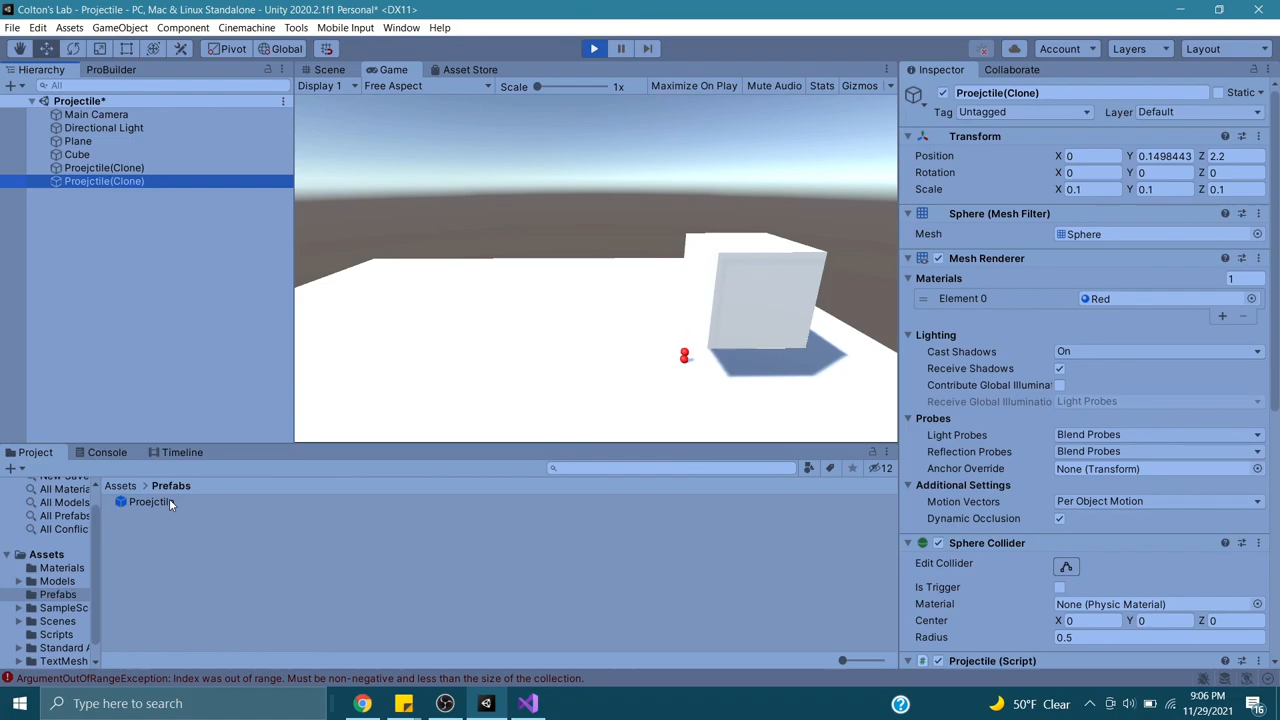 Colton's Lab - Projectile - PC, Mac & Linux Standalone - Unity 2020.2.1f1 Personal* <DX11>
File Edit Assets GameObject Component Cinemachine Tools Mobile Input Window Help
Pivot Global Account Layers Layout
Hierarchy ProBuilder Scene Game Asset Store Inspector Collaborate
All Display 1 Free Aspect Scale 1x Maximize On Play Mute Audio Stats Gizmos
Proejctile(Clone) Static
Projectile*
Main Camera
Directional Light
Plane
Cube
Proejctile(Clone)
Proejctile(Clone)
Tag Untagged Layer Default
Transform
Position X 0 Y 0.1498443 Z 2.2
Rotation X 0 Y 0 Z 0
Scale X 0.1 Y 0.1 Z 0.1
Sphere (Mesh Filter)
Mesh Sphere
Mesh Renderer
Materials 1
Element 0 Red
Lighting
Cast Shadows On
Receive Shadows
Contribute Global Illumina
Receive Global Illuminatio Light Probes
Probes
Light Probes Blend Probes
Reflection Probes Blend Probes
Anchor Override None (Transform)
Additional Settings
Motion Vectors Per Object Motion
Dynamic Occlusion
Sphere Collider
Edit Collider
Is Trigger
Material None (Physic Material)
Center X 0 Y 0 Z 0
Radius 0.5
Projectile (Script)
Project Console Timeline
12
All Materia
All Models
All Prefabs
All Conflic
Assets
Materials
Models
Prefabs
SampleSc
Scenes
Scripts
Standard A
TextMesh
Assets > Prefabs
Proejctile
ArgumentOutOfRangeException: Index was out of range. Must be non-negative and less than the size of the collection.
Type here to search
50°F Clear
9:06 PM
11/29/2021
16